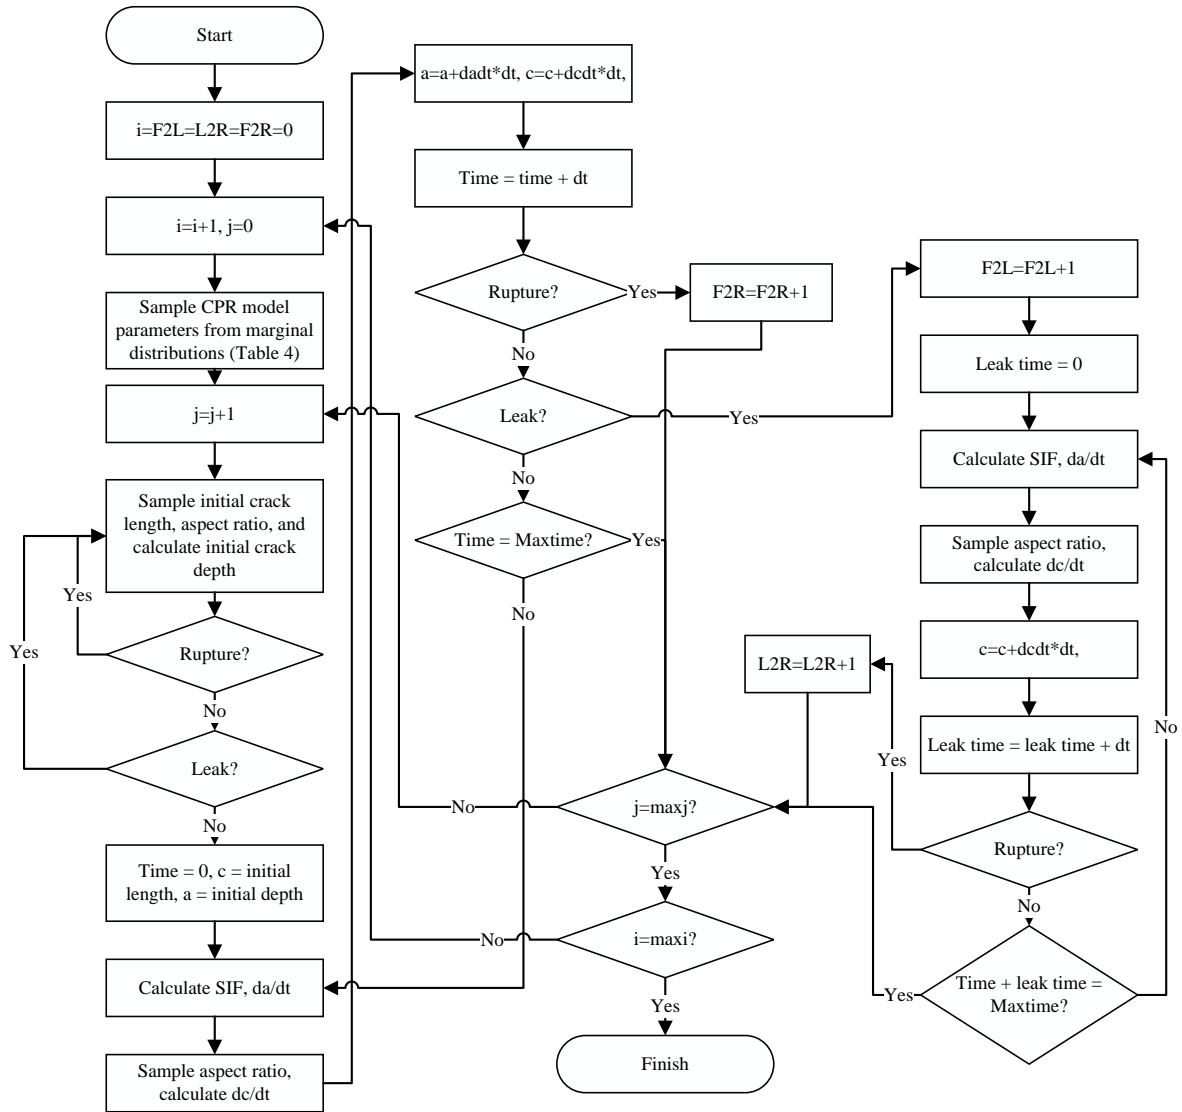 Start
i=F2L=L2R=F2R=0
i=i+1, j=0
Sample CPR model
parameters from marginal
distributions (Table 4)
j=j+1
Sample initial crack
length, aspect ratio, and
calculate initial crack
depth
Yes
Yes
Rupture?
No
Leak?
No
Time = 0, c = initial
length, a = initial depth
Calculate SIF, da/dt
Sample aspect ratio,
calculate dc/dt
a=a+dadt*dt, c=c+dcdt*dt,
Time = time + dt
Rupture?
Yes
F2R=F2R+1
No
Leak?
Yes
No
Time = Maxtime?
Yes
No
F2L=F2L+1
Leak time = 0
Calculate SIF, da/dt
Sample aspect ratio,
calculate dc/dt
c=c+dcdt*dt,
L2R=L2R+1
Leak time = leak time + dt
No
Yes
Rupture?
No
Time + leak time =
Maxtime?
Yes
j=maxj?
No
Yes
i=maxi?
No
Yes
Finish